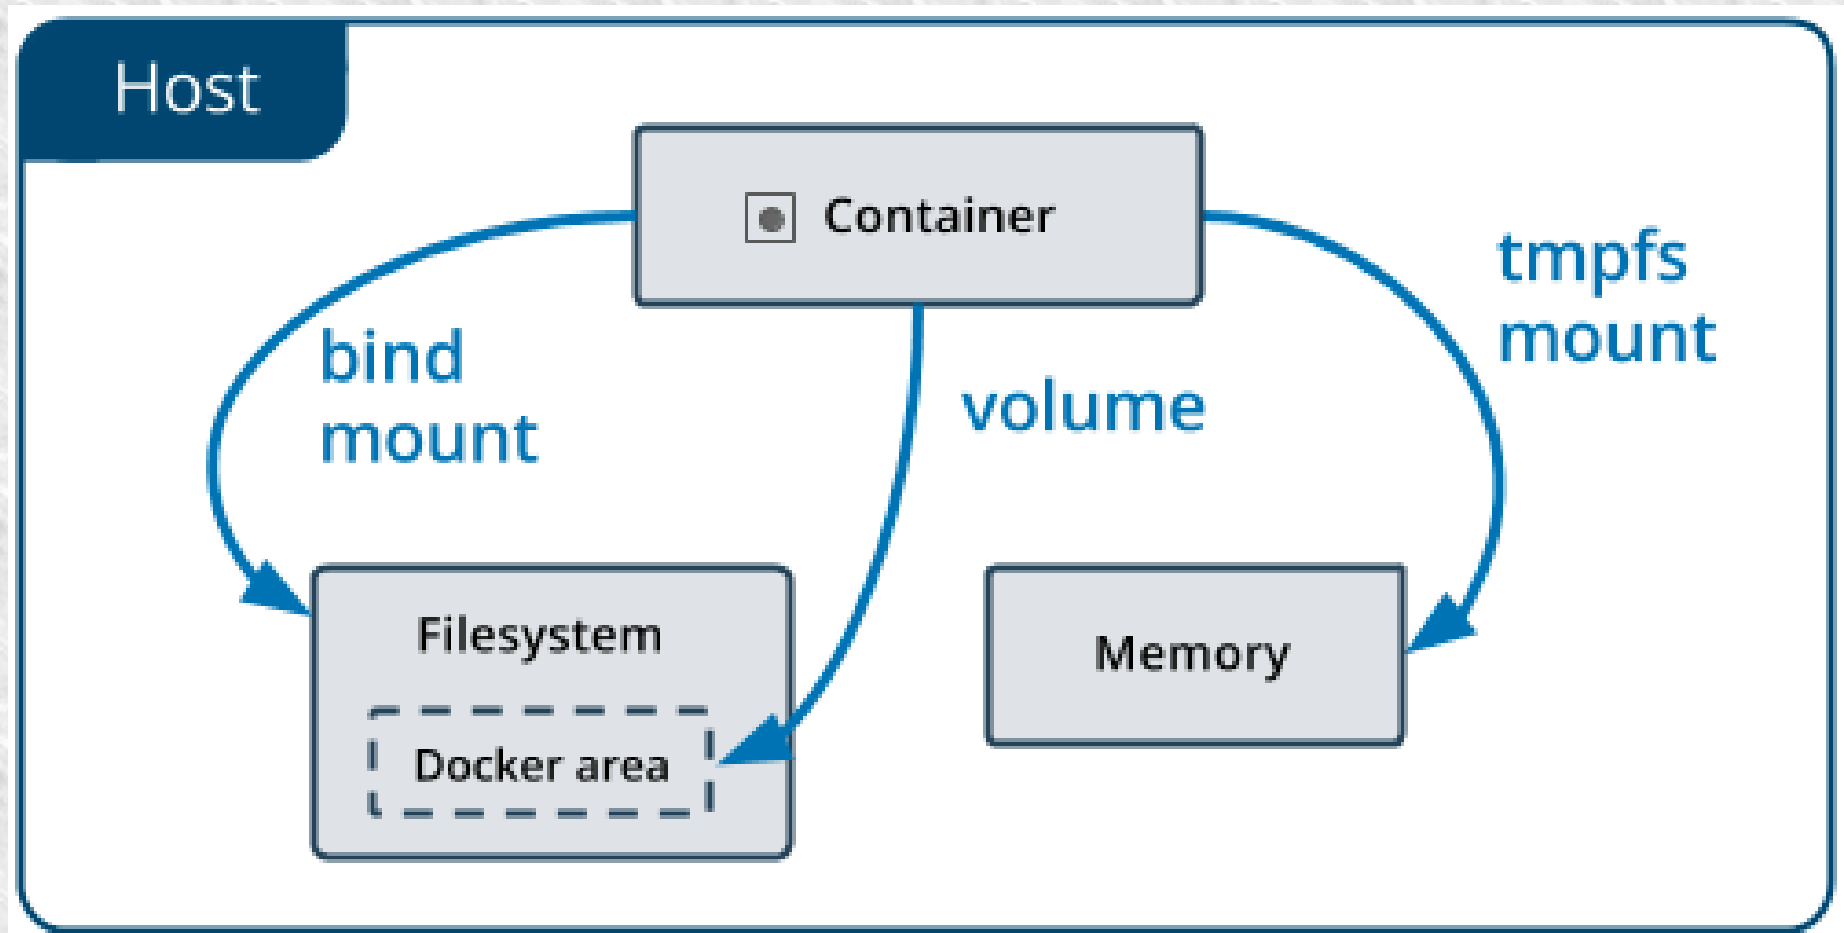 Host
Container
bind
mount
volume
tmpfs
mount
Filesystem
Docker area
Memory